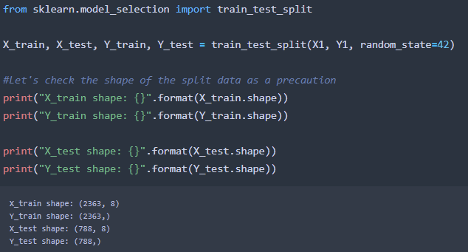 from sklearn.model_selection import train_test_split
X_train, X_test, Y_train, Y_test = train_test_split(X1, Y1, random_state=42)
#Let's check the shape of the split data as a precaution
print("X_train shape: {}".format(X_train.shape))
print("Y_train shape: {}".format(Y_train.shape))
print("X_test shape: {}".format(X_test.shape))
print("Y_test shape: {}".format(Y_test.shape))
X_train shape: (2363, 8)
Y_train shape: (2363,)
X_test shape: (788, 8)
Y_test shape: (788,)